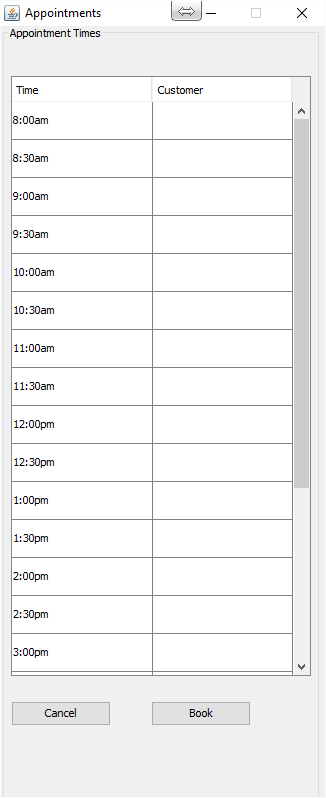 Appointments
Appointment Times
Time Customer
8:00am
8:30am
9:00am
9:30am
10:00am
10:30am
11:00am
11:30am
12:00pm
12:30pm
1:00pm
1:30pm
2:00pm
2:30pm
3:00pm
Cancel Book